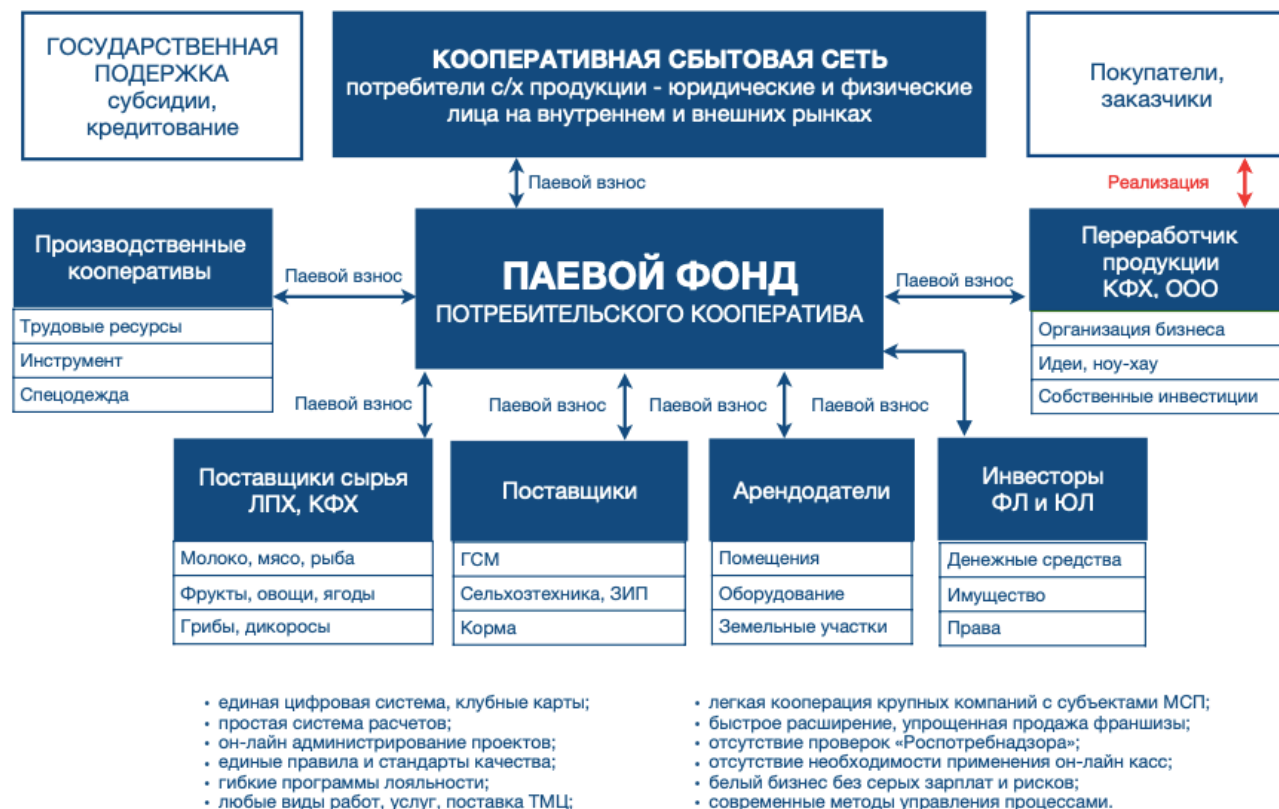 ГОСУДАРСТВЕННАЯ
ПОДЕРЖКА
субсидии,
кредитование
КООПЕРАТИВНАЯ СБЫТОВАЯ СЕТЬ
потребители с/х продукции - юридические и физические
лица на внутреннем и внешних рынках
Покупатели,
заказчики
Паевой взнос
Реализация
Производственные
кооперативы
Трудовые ресурсы
Инструмент
Спецодежда
Паевой взнос
ПАЕВОЙ ФОНД
ПОТРЕБИТЕЛЬСКОГО КООПЕРАТИВА
Паевой взнос
Переработчик
продукции
КФХ, ООО
Организация бизнеса
Идеи, ноу-хау
Собственные инвестиции
Паевой взнос
Паевой взнос
Паевой взнос
Паевой взнос
Поставщики сырья
ЛПХ, КФХ
Молоко, мясо, рыба
Фрукты, овощи, ягоды
Грибы, дикоросы
Поставщики
ГСМ
Сельхозтехника, ЗИП
Корма
Арендодатели
Помещения
Оборудование
Земельные участки
Инвесторы
ФЛ и ЮЛ
Денежные средства
Имущество
Права
• единая цифровая система, клубные карты;
• простая система расчетов;
• он-лайн администрирование проектов;
• единые правила и стандарты качества;
• гибкие программы лояльности;
• любые виды работ, услуг, поставка ТМЦ;
• легкая кооперация крупных компаний с субъектами МСП;
• быстрое расширение, упрощенная продажа франшизы;
• отсутствие проверок «Роспотребнадзора»;
• отсутствие необходимости применения он-лайн касс;
• белый бизнес без серых зарплат и рисков;
• современные методы управления процессами.